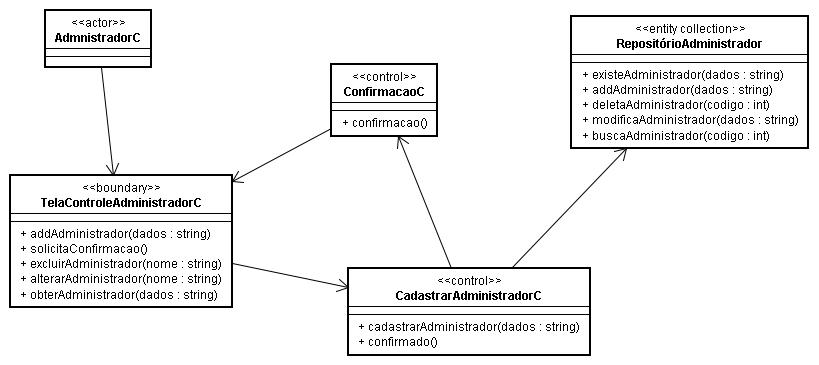 <<actor>>
AdmnistradorC
<<entity collection>>
RepositórioAdministrador
+ existeAdministrador(dados : string)
+ addAdministrador(dados : string)
+ deletaAdministrador(codigo : int)
+ modificaAdministrador(dados : string)
+ buscaAdministrador(codigo : int)
<<control>>
ConfirmacaoC
+ confirmacao()
<<boundary>>
TelaControleAdministradorC
+ addAdministrador(dados : string)
+ solicitaConfirmacao()
+ excluirAdministrador(nome : string)
+ alterarAdministrador(nome : string)
+ obterAdministrador(dados : string)
<<control>>
CadastrarAdministradorC
+ cadastrarAdministrador(dados : string)
+ confirmado()